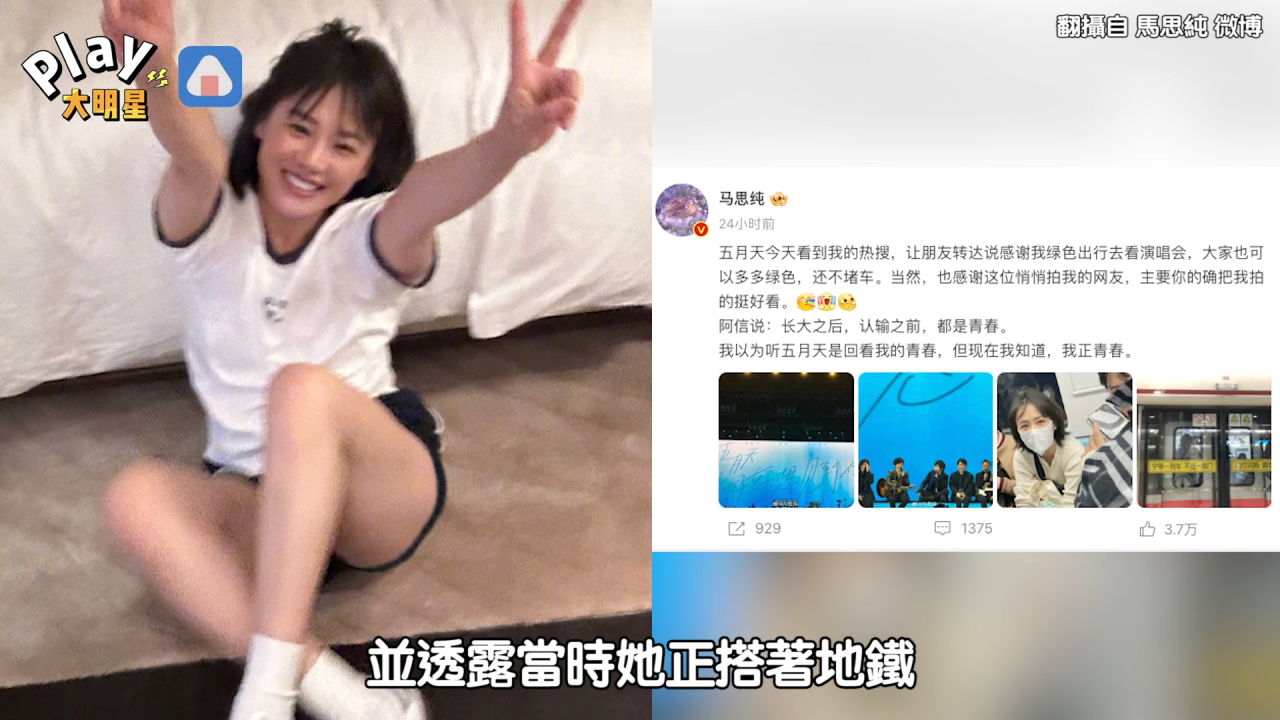 Play
大明星
翻攝自 馬思純 微博
马思纯
24小时前
五月天今天看到我的热搜，让朋友转达说感谢我绿色出行去看演唱会，大家也可
以多多绿色，还不堵车。当然，也感谢这位悄悄拍我的网友，主要你的确把我拍
的挺好看。
阿信说：长大之后，认输之前，都是青春。
我以为听五月天是回看我的青春，但现在我知道，我正青春。
五月天
929
1375
3.7万
並透露當時她正搭著地鐵